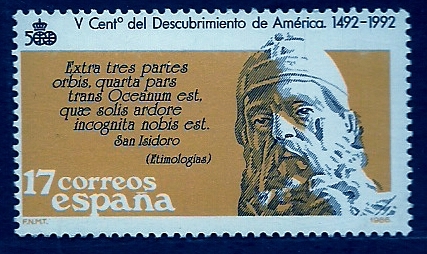 500
V Centº del Descubrimiento de América. 1492-1992
Extra tres partes
orbis, quarta pars
trans Oceanum est,
quæ solis ardore
incognita nobis est.
San Isidoro
(Etimologías)
17 correos
españa
F.N.M.T.
1986